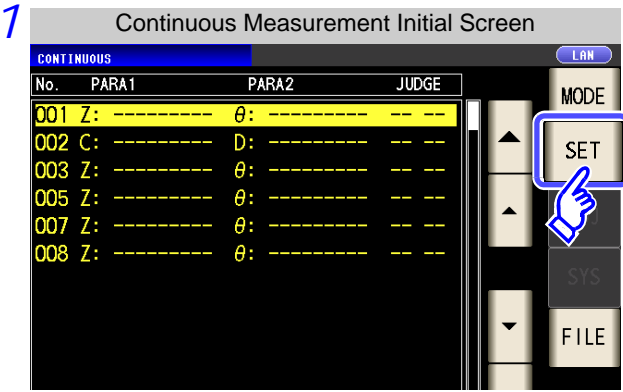 1
Continuous Measurement Initial Screen
CONTINUOUS
LAN
No. PARA1 PARA2 JUDGE
MODE
001 Z: --------- θ: --------- -- --
002 C: --------- D: --------- -- --
SET
003 Z: --------- θ: --------- -- --
005 Z: --------- θ: --------- -- --
007 Z: --------- θ: --------- -- --
008 Z: --------- θ: --------- -- --
SYS
FILE